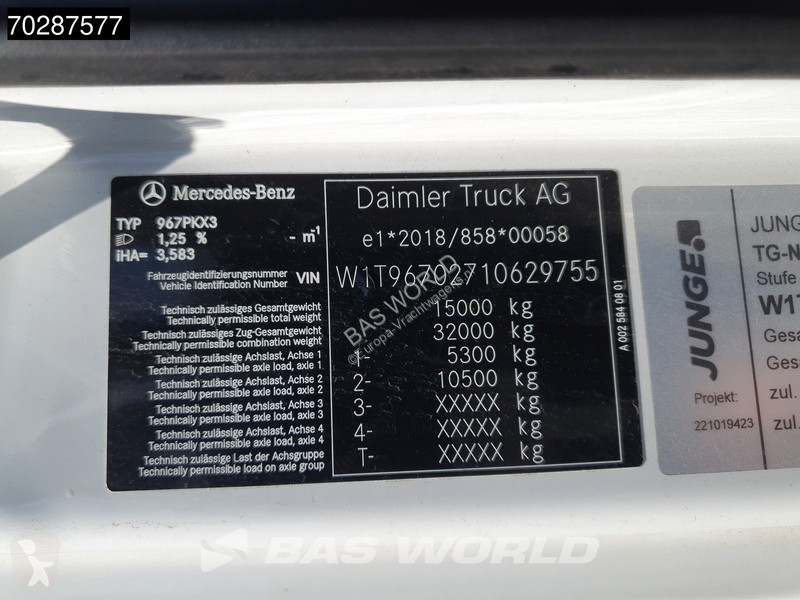 70287577
Mercedes-Benz
TYP 967PKX3
1,25 % - m-1
iHA= 3,583
Fahrzeugidentifizierungsnummer
Vehicle Identification Number VIN
Technisch zulässiges Gesamtgewicht
Technically permissible total weight
Technisch zulässiges Zug-Gesamtgewicht
Technically permissible combination weight
Technisch zulässige Achslast, Achse 1
Technically permissible axle load, axle 1
Technisch zulässige Achslast, Achse 2
Technically permissible axle load, axle 2
Technisch zulässige Achslast, Achse 3
Technically permissible axle load, axle 3
Technisch zulässige Achslast, Achse 4
Technically permissible axle load, axle 4
Technisch zulässige Last der Achsgruppe
Technically permissible load on axle group
Daimler Truck AG
e1*2018/858*00058
W1T96702710629755
15000 kg
32000 kg
1- 5300 kg
2- 10500 kg
3- XXXXX kg
4- XXXXX kg
T- XXXXX kg
A 002 584 08 01
BAS WORLD
©Europa-Vrachtwagens.nl
JUNGE
Projekt:
221019423
JUNG
TG-N
Stufe
W1T
Gesa
Ges
zul.
zul.
BAS WORLD